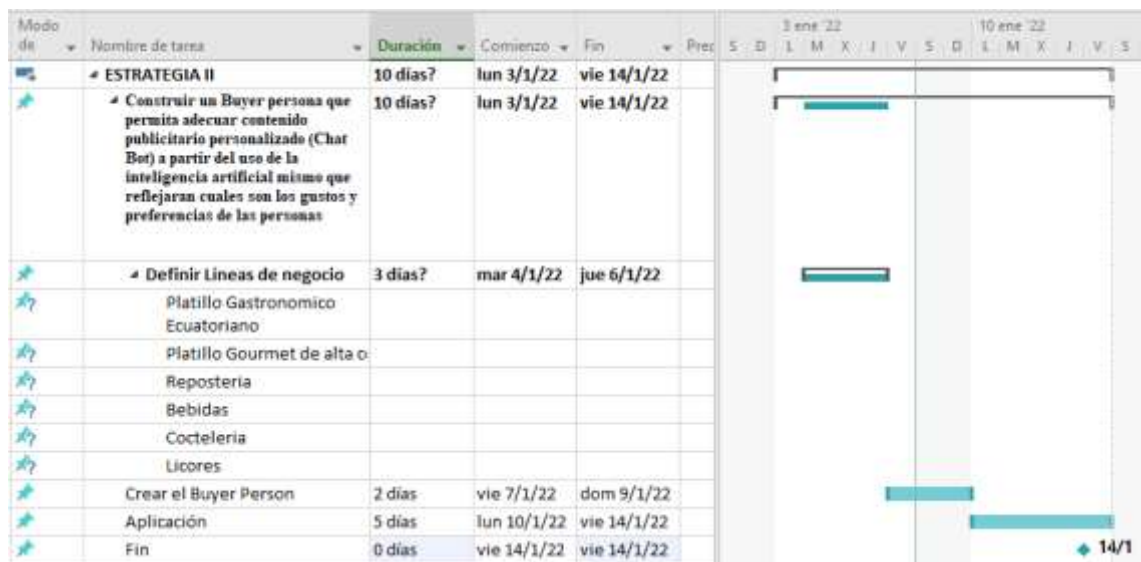 Modo de Nombre de tarea Duración Comienzo Fin Prec
3 ene '22 10 ene '22
S D L M X J V S D L M X J V S
ESTRATEGIA II 10 días? lun 3/1/22 vie 14/1/22
Construir un Buyer persona que 10 días? lun 3/1/22 vie 14/1/22
permita adecuar contenido
publicitario personalizado (Chat
Bot) a partir del uso de la
inteligencia artificial mismo que
reflejaran cuales son los gustos y
preferencias de las personas
Definir Lineas de negocio 3 días? mar 4/1/22 jue 6/1/22
Platillo Gastronomico
Ecuatoriano
Platillo Gourmet de alta o
Reposteria
Bebidas
Cocteleria
Licores
Crear el Buyer Person 2 días vie 7/1/22 dom 9/1/22
Aplicación 5 días lun 10/1/22 vie 14/1/22
Fin 0 días vie 14/1/22 vie 14/1/22 14/1